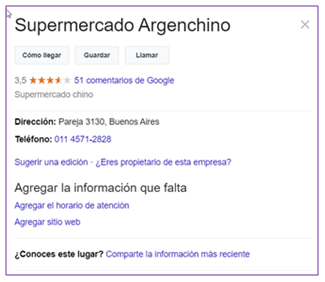 Supermercado Argenchino
Cómo llegar Guardar Llamar
3,5 51 comentarios de Google
Supermercado chino
Dirección: Pareja 3130, Buenos Aires
Teléfono: 011 4571-2828
Sugerir una edición · ¿Eres propietario de esta empresa?
Agregar la información que falta
Agregar el horario de atención
Agregar sitio web
¿Conoces este lugar? Comparte la información más reciente